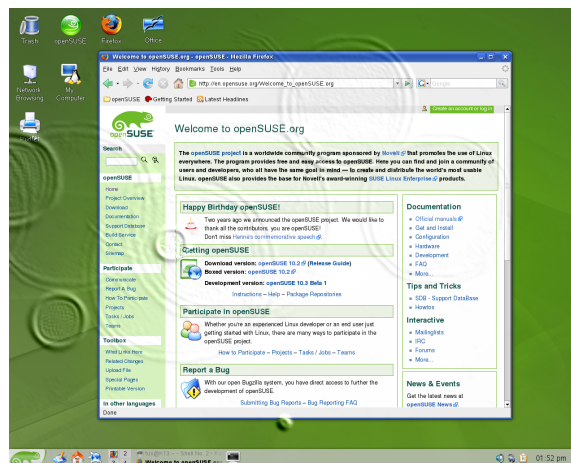 Trash
openSUSE
Firefox
Office
Network
Browsing
My
Computer
Welcome to openSUSE.org - openSUSE - Mozilla Firefox
File Edit View History Bookmarks Tools Help
http://en.opensuse.org/Welcome_to_openSUSE.org
Google
openSUSE Getting Started Latest Headlines
Create an account or log in
openSUSE
Welcome to openSUSE.org
Search
The openSUSE project is a worldwide community program sponsored by Novell that promotes the use of Linux
everywhere. The program provides free and easy access to openSUSE. Here you can find and join a community of
users and developers, who all have the same goal in mind — to create and distribute the world's most usable
Linux. openSUSE also provides the base for Novell's award-winning SUSE Linux Enterprise products.
openSUSE
Home
Project Overview
Download
Documentation
Support Database
Build Service
Contact
Sitemap
Participate
Communicate
Report A Bug
How To Participate
Projects
Tasks / Jobs
Teams
Toolbox
What Links Here
Related Changes
Upload File
Special Pages
Printable Version
In other languages
Happy Birthday openSUSE!
Two years ago we announced the openSUSE project. We would like to
thank all the contributors, you are openSUSE!
Don't miss Henne's commemorative speech.
Getting openSUSE
Download version: openSUSE 10.2 (Release Guide)
Boxed version: openSUSE 10.2
Development version: openSUSE 10.3 Beta 1
Instructions – Help – Package Repositories
Participate in openSUSE
Whether you're an experienced Linux developer or an end user just
getting started with Linux, there are many ways to participate in the
openSUSE project.
How to Participate – Projects – Tasks / Jobs – Teams
Report a Bug
With our open Bugzilla system, you have direct access to further the
development of openSUSE.
Submitting Bug Reports – Bug Reporting FAQ
Documentation
Official manuals
Get and Install
Configuration
Hardware
Development
FAQ
More...
Tips and Tricks
SDB - Support DataBase
Howtos
Interactive
Mailinglists
IRC
Forums
More...
News & Events
Get the latest news at
openSUSE News.
Done
2
Welcome to openSUSE.org
01:52 pm